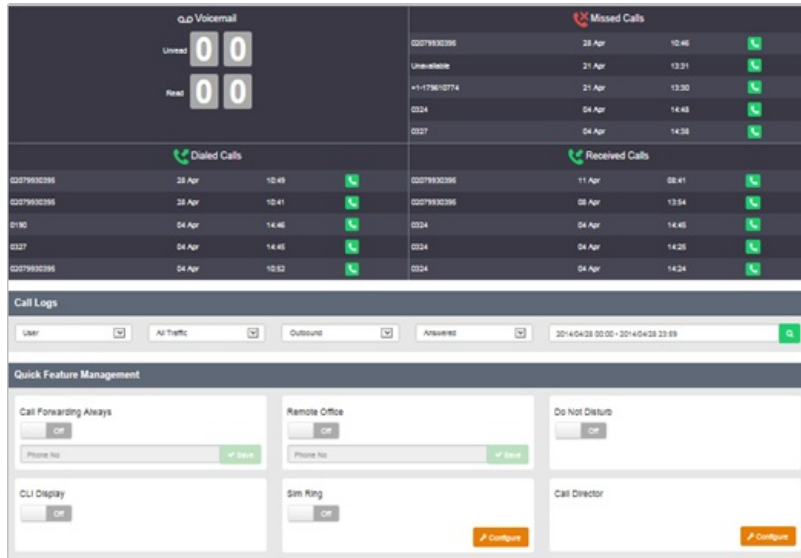 Voicemail
Unread 0 0
Read 0 0
Missed Calls
02079930395 28 Apr 10:46
Unavailable 21 Apr 13:31
+1-179610774 21 Apr 13:30
0324 04 Apr 14:48
0327 04 Apr 14:38
Dialed Calls
02079930395 28 Apr 10:49
02079930395 28 Apr 10:41
0190 04 Apr 14:46
0327 04 Apr 14:45
02079930395 04 Apr 10:52
Received Calls
02079930395 11 Apr 08:41
02079930395 08 Apr 13:54
0324 04 Apr 14:45
0324 04 Apr 14:25
0324 04 Apr 14:24
Call Logs
User All Traffic Outbound Answered 2014/04/28 00:00 - 2014/04/28 23:59
Quick Feature Management
Call Forwarding Always
Off
Phone No Save
Remote Office
Off
Phone No Save
Do Not Disturb
Off
CLI Display
Off
Sim Ring
Off
Configure
Call Director
Configure